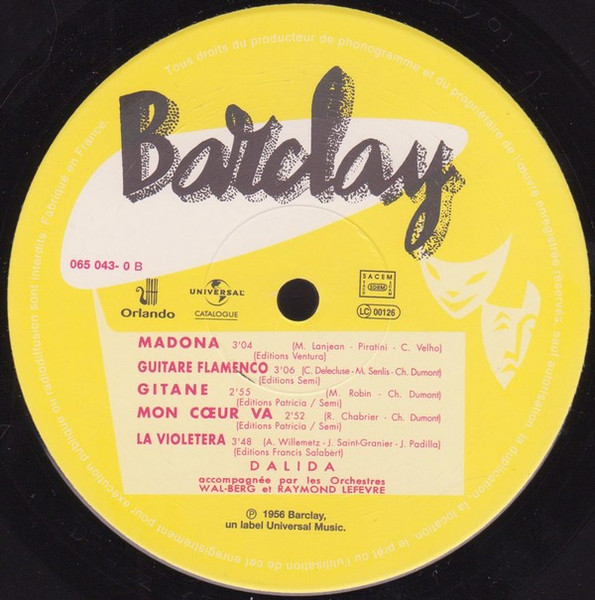 Tous droits du producteur de phonogramme et du propriétaire de l'œuvre enregistrée réservés, sauf autorisation la duplication, la location, le prêt ou l'utilisation de cet enregistrement pour exécution publique ou radiodiffusion sont interdits. Fabriqué en France.
Barclay
065 043- 0 B
Orlando
UNIVERSAL
CATALOGUE
SACEM
LC 00126
MADONA 3'04 (M. Lanjean - Piratini - C. Velho)
(Editions Ventura)
GUITARE FLAMENCO 3'06 (C. Delecluse - M. Senlis - Ch. Dumont)
(Editions Semi)
GITANE 2'55 (M. Robin - Ch. Dumont)
(Editions Patricia / Semi)
MON CŒUR VA 2'52 (R. Chabrier - Ch. Dumont)
(Editions Patricia / Semi)
LA VIOLETERA 3'48 (A. Willemetz - J. Saint-Granier - J. Padilla)
(Editions Francis Salabert)
DALIDA
accompagnée par les Orchestres
WAL-BERG et RAYMOND LEFEVRE
℗ 1956 Barclay,
un label Universal Music.